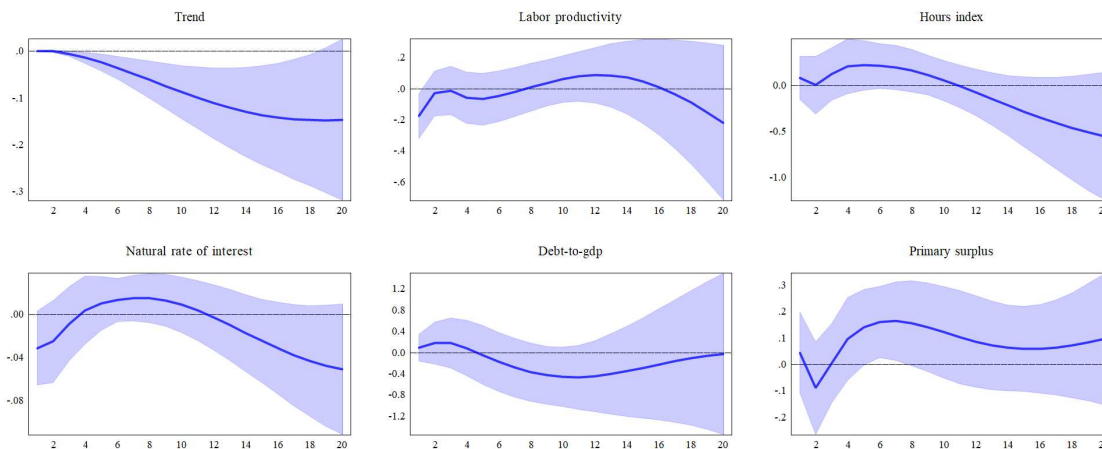 Trend
.0
-.1
-.2
-.3
2 4 6 8 10 12 14 16 18 20
Labor productivity
.2
.0
-.2
-.4
-.6
2 4 6 8 10 12 14 16 18 20
Hours index
0.0
-0.5
-1.0
2 4 6 8 10 12 14 16 18 20
Natural rate of interest
.00
-.04
-.08
2 4 6 8 10 12 14 16 18 20
Debt-to-gdp
1.2
0.8
0.4
0.0
-0.4
-0.8
-1.2
2 4 6 8 10 12 14 16 18 20
Primary surplus
.3
.2
.1
.0
-.1
-.2
2 4 6 8 10 12 14 16 18 20